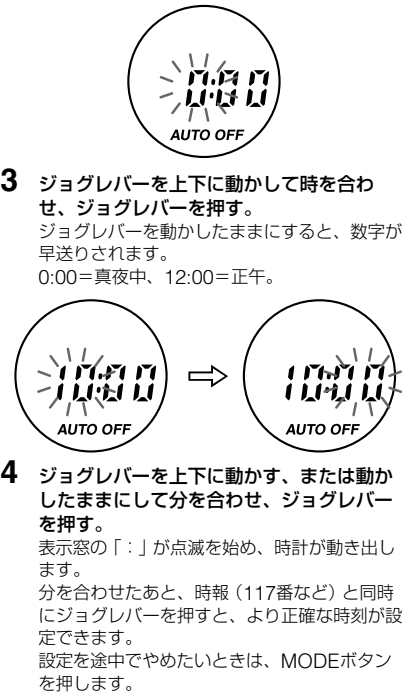 0:00
AUTO OFF
3 ジョグレバーを上下に動かして時を合わ
せ、ジョグレバーを押す。
ジョグレバーを動かしたままにすると、数字が
早送りされます。
0:00＝真夜中、12:00＝正午。
10:00 10:00
AUTO OFF AUTO OFF
4 ジョグレバーを上下に動かす、または動か
したままにして分を合わせ、ジョグレバー
を押す。
表示窓の「：」が点滅を始め、時計が動き出し
ます。
分を合わせたあと、時報（117番など）と同時
にジョグレバーを押すと、より正確な時刻が設
定できます。
設定を途中でやめたいときは、MODEボタン
を押します。